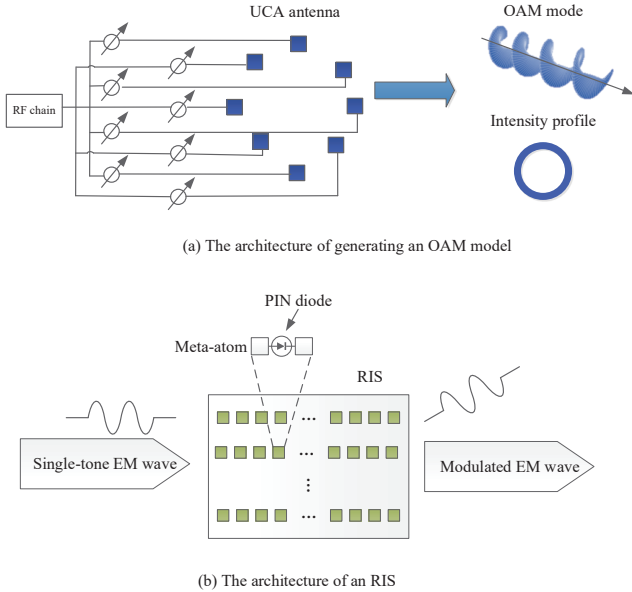 UCA antenna
OAM mode
RF chain
Intensity profile
(a) The architecture of generating an OAM model
PIN diode
Meta-atom
RIS
...
...
Single-tone EM wave
Modulated EM wave
...
(b) The architecture of an RIS